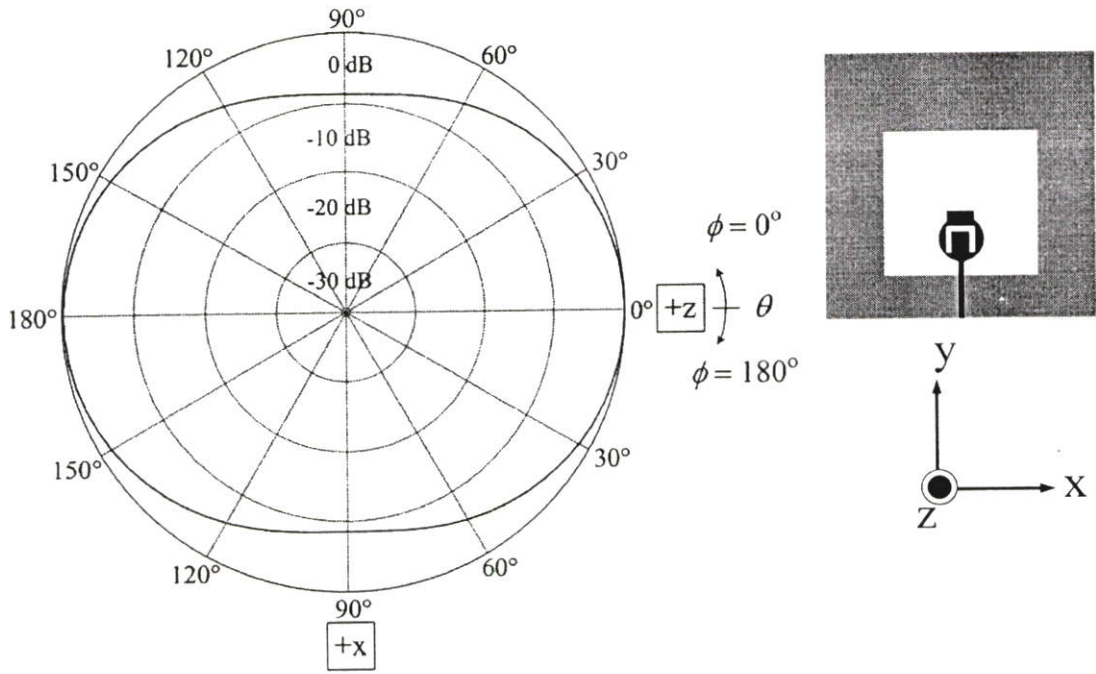 90°
120°
60°
0 dB
-10 dB
150°
30°
-20 dB
ϕ = 0°
-30 dB
180°
0°
+z
θ
ϕ = 180°
y
150°
30°
x
z
120°
60°
90°
+x